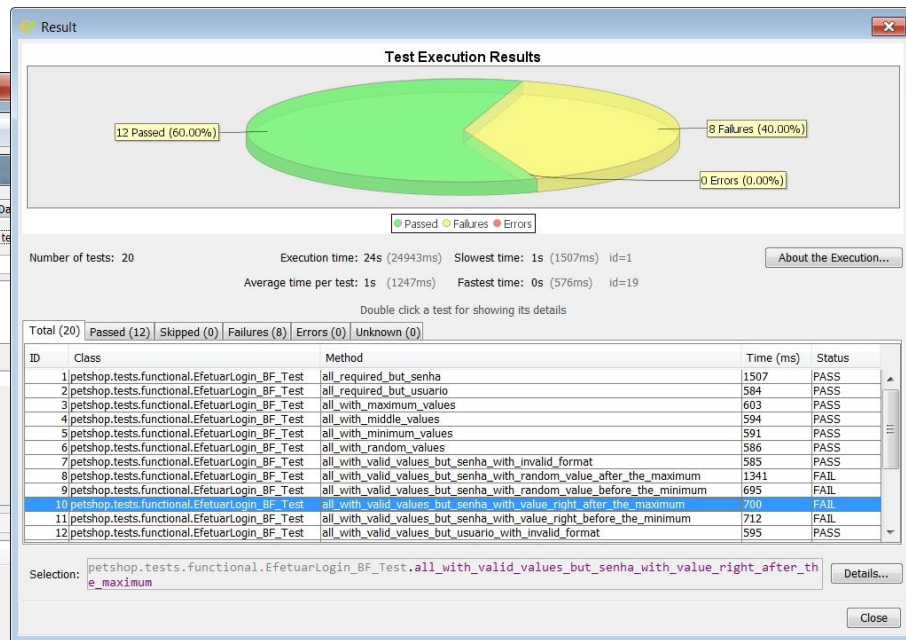 Result
Test Execution Results
12 Passed (60.00%)
8 Failures (40.00%)
0 Errors (0.00%)
Passed Failures Errors
Number of tests: 20 Execution time: 24s (24943ms) Slowest time: 1s (1507ms) id=1 About the Execution...
Average time per test: 1s (1247ms) Fastest time: 0s (576ms) id=19
Double click a test for showing its details
Total (20) Passed (12) Skipped (0) Failures (8) Errors (0) Unknown (0)
ID Class Method Time (ms) Status
1 petshop.tests.functional.EfetuarLogin_BF_Test all_required_but_senha 1507 PASS
2 petshop.tests.functional.EfetuarLogin_BF_Test all_required_but_usuario 584 PASS
3 petshop.tests.functional.EfetuarLogin_BF_Test all_with_maximum_values 603 PASS
4 petshop.tests.functional.EfetuarLogin_BF_Test all_with_middle_values 594 PASS
5 petshop.tests.functional.EfetuarLogin_BF_Test all_with_minimum_values 591 PASS
6 petshop.tests.functional.EfetuarLogin_BF_Test all_with_random_values 586 PASS
7 petshop.tests.functional.EfetuarLogin_BF_Test all_with_valid_values_but_senha_with_invalid_format 585 PASS
8 petshop.tests.functional.EfetuarLogin_BF_Test all_with_valid_values_but_senha_with_random_value_after_the_maximum 1341 FAIL
9 petshop.tests.functional.EfetuarLogin_BF_Test all_with_valid_values_but_senha_with_random_value_before_the_minimum 695 FAIL
10 petshop.tests.functional.EfetuarLogin_BF_Test all_with_valid_values_but_senha_with_value_right_after_the_maximum 700 FAIL
11 petshop.tests.functional.EfetuarLogin_BF_Test all_with_valid_values_but_senha_with_value_right_before_the_minimum 712 FAIL
12 petshop.tests.functional.EfetuarLogin_BF_Test all_with_valid_values_but_usuario_with_invalid_format 595 PASS
Selection: petshop.tests.functional.EfetuarLogin_BF_Test.all_with_valid_values_but_senha_with_value_right_after_th
e_maximum
Details...
Close